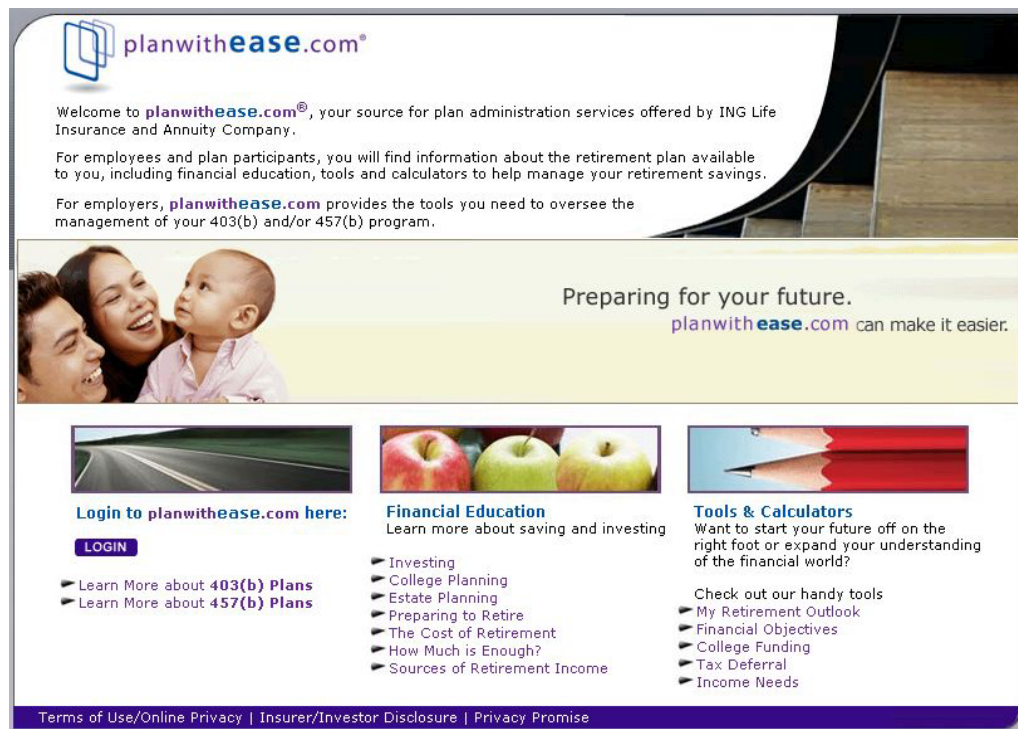 planwithease.com®
Welcome to planwithease.com®, your source for plan administration services offered by ING Life
Insurance and Annuity Company.
For employees and plan participants, you will find information about the retirement plan available
to you, including financial education, tools and calculators to help manage your retirement savings.
For employers, planwithease.com provides the tools you need to oversee the
management of your 403(b) and/or 457(b) program.
Preparing for your future.
planwithease.com can make it easier.
Login to planwithease.com here:
LOGIN
Learn More about 403(b) Plans
Learn More about 457(b) Plans
Financial Education
Learn more about saving and investing
Investing
College Planning
Estate Planning
Preparing to Retire
The Cost of Retirement
How Much is Enough?
Sources of Retirement Income
Tools & Calculators
Want to start your future off on the
right foot or expand your understanding
of the financial world?
Check out our handy tools
My Retirement Outlook
Financial Objectives
College Funding
Tax Deferral
Income Needs
Terms of Use/Online Privacy | Insurer/Investor Disclosure | Privacy Promise